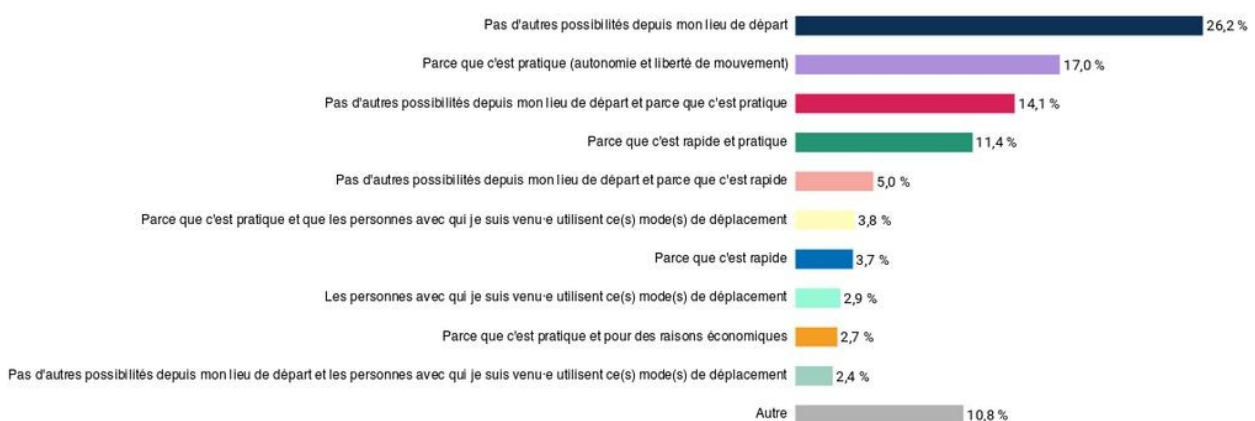 Pas d'autres possibilités depuis mon lieu de départ 26,2 %
Parce que c'est pratique (autonomie et liberté de mouvement) 17,0 %
Pas d'autres possibilités depuis mon lieu de départ et parce que c'est pratique 14,1 %
Parce que c'est rapide et pratique 11,4 %
Pas d'autres possibilités depuis mon lieu de départ et parce que c'est rapide 5,0 %
Parce que c'est pratique et que les personnes avec qui je suis venu·e utilisent ce(s) mode(s) de déplacement 3,8 %
Parce que c'est rapide 3,7 %
Les personnes avec qui je suis venu·e utilisent ce(s) mode(s) de déplacement 2,9 %
Parce que c'est pratique et pour des raisons économiques 2,7 %
Pas d'autres possibilités depuis mon lieu de départ et les personnes avec qui je suis venu·e utilisent ce(s) mode(s) de déplacement 2,4 %
Autre 10,8 %